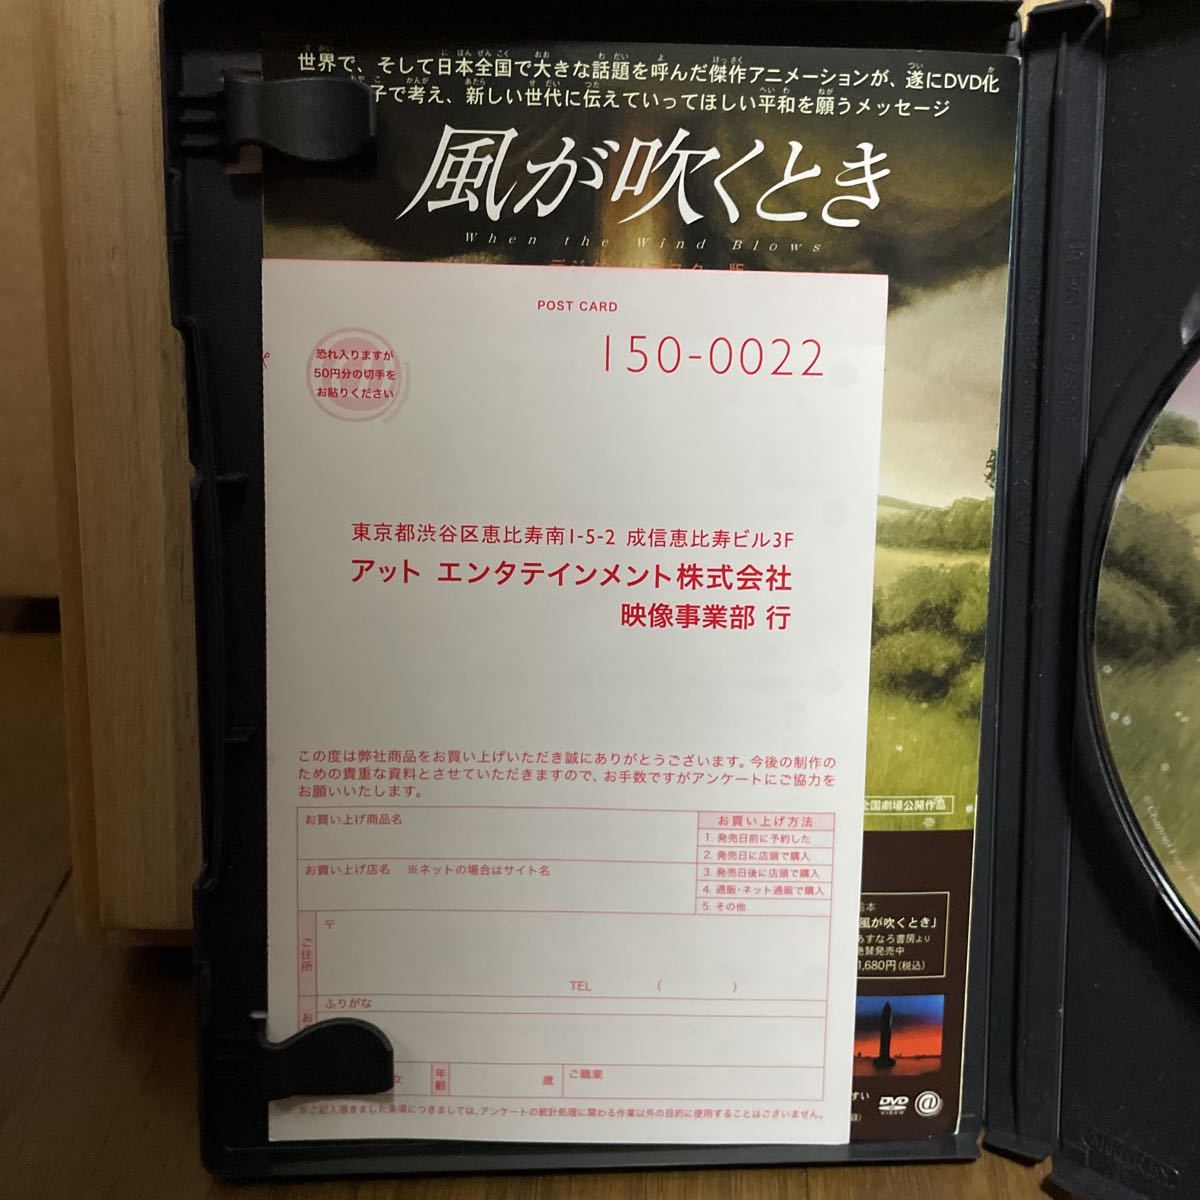 世界で、そして日本全国で大きな話題を呼んだ傑作アニメーションが、遂にDVD化
子で考え、新しい世代に伝えていってほしい平和を願うメッセージ
風が吹くとき
When the Wind Blows
POST CARD
恐れ入りますが
50円分の切手を
お貼りください
150-0022
東京都渋谷区恵比寿南1-5-2 成信恵比寿ビル3F
アット エンタテインメント株式会社
映像事業部 行
この度は弊社商品をお買い上げいただき誠にありがとうございます。今後の制作の
ための貴重な資料とさせていただきますので、お手数ですがアンケートにご協力を
お願いいたします。
お買い上げ商品名
お買い上げ店名 ※ネットの場合はサイト名
お買い上げ方法
1. 発売日前に予約した
2. 発売日に店頭で購入
3. 発売日後に店頭で購入
4. 通販・ネット通販で購入
5. その他
ご住所
〒
TEL ( )
ふりがな
お
女
年齢
歳
ご職業
※ご記入頂きました条項につきましては、アンケートの統計処理に関わる作業以外の目的に使用することはございません。
全国劇場公開作品
絵本
風が吹くとき」
あすなろ書房より
絶賛発売中
1,680円(税込)
すい
DVD
VIDEO
@
©Channel